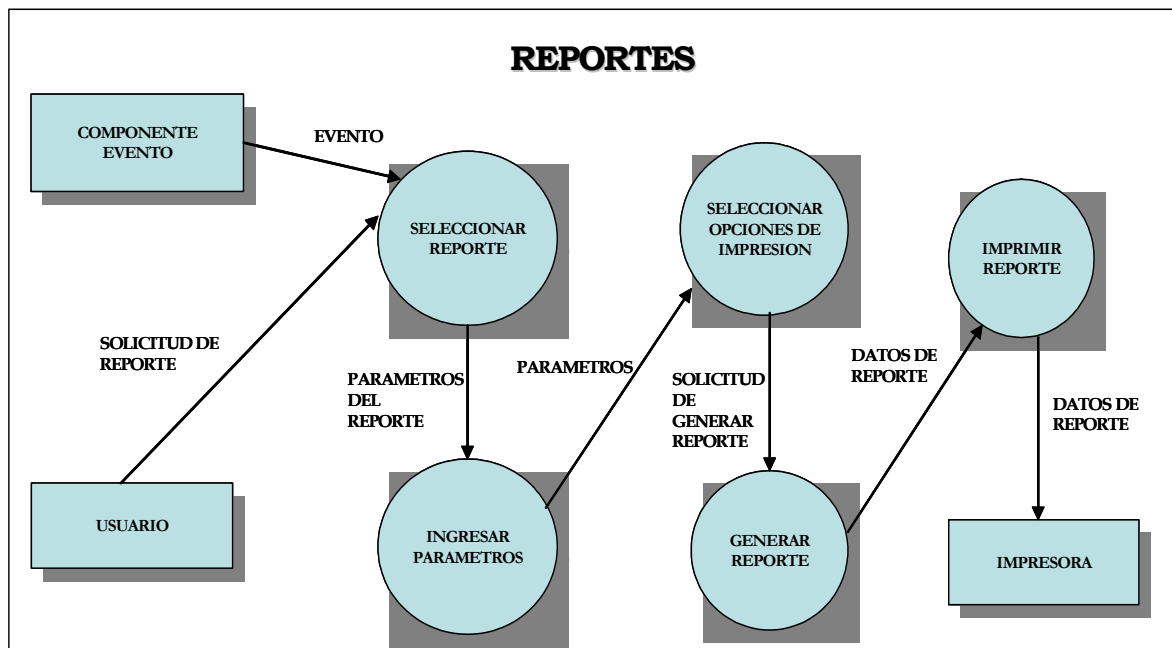 REPORTES
COMPONENTE
EVENTO
EVENTO
SELECCIONAR
REPORTE
SELECCIONAR
OPCIONES DE
IMPRESION
IMPRIMIR
REPORTE
SOLICITUD DE
REPORTE
PARAMETROS
DEL
REPORTE
PARAMETROS
SOLICITUD
DE
GENERAR
REPORTE
DATOS DE
REPORTE
DATOS DE
REPORTE
USUARIO
INGRESAR
PARAMETROS
GENERAR
REPORTE
IMPRESORA